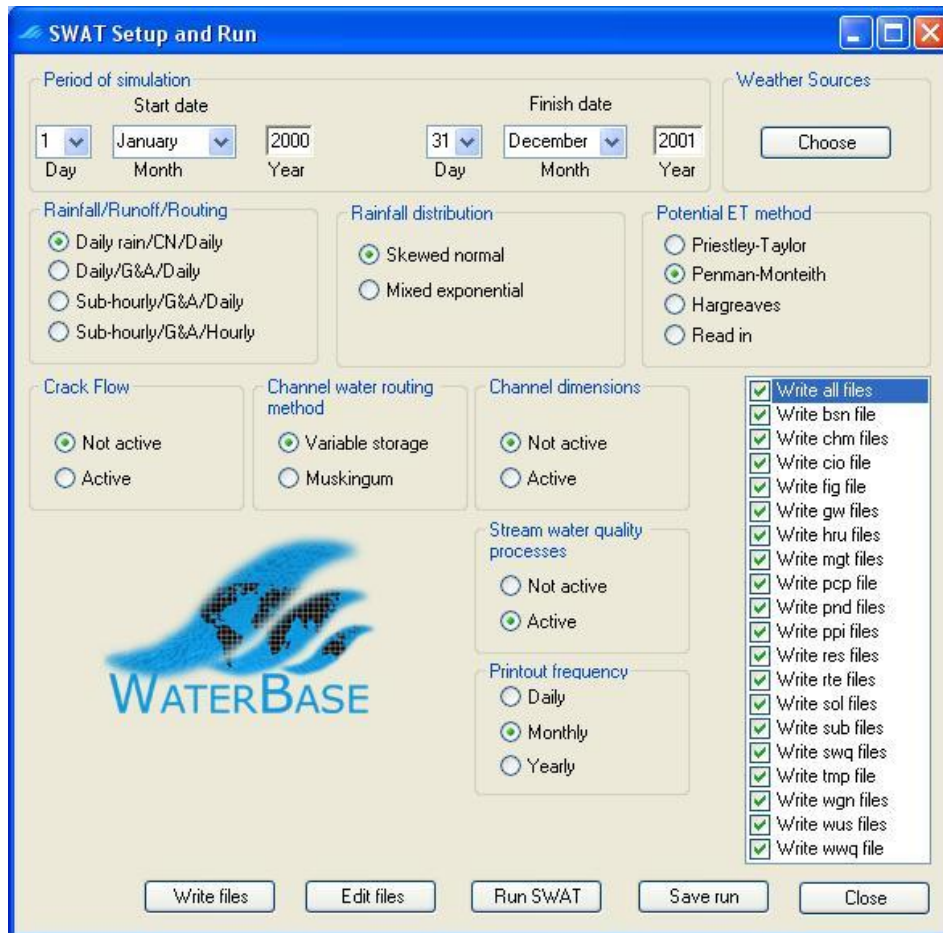 SWAT Setup and Run
Period of simulation
Start date
1 January 2000
Day Month Year
Finish date
31 December 2001
Day Month Year
Weather Sources
Choose
Rainfall/Runoff/Routing
Daily rain/CN/Daily
Daily/G&A/Daily
Sub-hourly/G&A/Daily
Sub-hourly/G&A/Hourly
Rainfall distribution
Skewed normal
Mixed exponential
Potential ET method
Priestley-Taylor
Penman-Monteith
Hargreaves
Read in
Crack Flow
Not active
Active
Channel water routing
method
Variable storage
Muskingum
Channel dimensions
Not active
Active
Stream water quality
processes
Not active
Active
Printout frequency
Daily
Monthly
Yearly
Write all files
Write bsn file
Write chm files
Write cio file
Write fig file
Write gw files
Write hru files
Write mgt files
Write pcp file
Write pnd files
Write ppi files
Write res files
Write rte files
Write sol files
Write sub files
Write swq files
Write tmp file
Write wgn files
Write wus files
Write wwq file
WATERBASE
Write files
Edit files
Run SWAT
Save run
Close